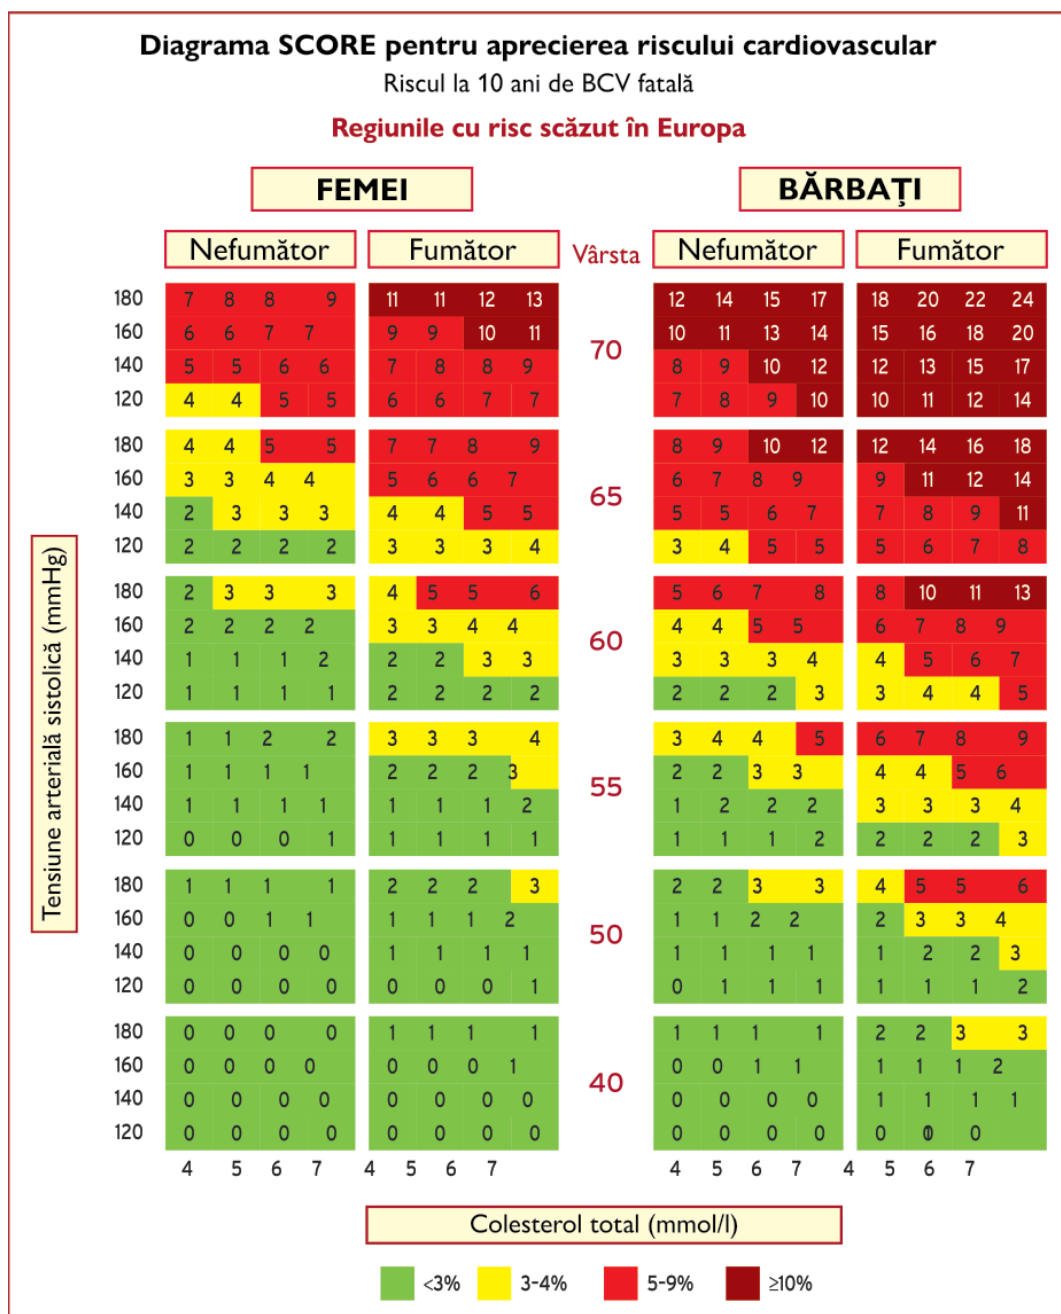 Diagrama SCORE pentru aprecierea riscului cardiovascular
Riscul la 10 ani de BCV fatală
Regiunile cu risc scăzut în Europa
FEMEI BĂRBAŢI
Nefumător Fumător Vârsta Nefumător Fumător
180 7 8 8 9 11 11 12 13 12 14 15 17 18 20 22 24
160 6 6 7 7 9 9 10 11 10 11 13 14 15 16 18 20
70
140 5 5 6 6 7 8 8 9 8 9 10 12 12 13 15 17
120 4 4 5 5 6 6 7 7 7 8 9 10 10 11 12 14
180 4 4 5 5 7 7 8 9 8 9 10 12 12 14 16 18
160 3 3 4 4 5 6 6 7 6 7 8 9 9 11 12 14
65
140 2 3 3 3 4 4 5 5 5 5 6 7 7 8 9 11
120 2 2 2 2 3 3 3 4 3 4 5 5 5 6 7 8
180 2 3 3 3 4 5 5 6 5 6 7 8 8 10 11 13
160 2 2 2 2 3 3 4 4 4 4 5 5 6 7 8 9
60
140 1 1 1 2 2 2 3 3 3 3 3 4 4 5 6 7
120 1 1 1 1 2 2 2 2 2 2 2 3 3 4 4 5
180 1 1 2 2 3 3 3 4 3 4 4 5 6 7 8 9
160 1 1 1 1 2 2 2 3 2 2 3 3 4 4 5 6
55
140 1 1 1 1 1 1 1 2 1 2 2 2 3 3 3 4
120 0 0 0 1 1 1 1 1 1 1 1 2 2 2 2 3
180 1 1 1 1 2 2 2 3 2 2 3 3 4 5 5 6
160 0 0 1 1 1 1 1 2 1 1 2 2 2 3 3 4
50
140 0 0 0 0 1 1 1 1 1 1 1 1 1 2 2 3
120 0 0 0 0 0 0 0 1 0 1 1 1 1 1 1 2
180 0 0 0 0 1 1 1 1 1 1 1 1 2 2 3 3
160 0 0 0 0 0 0 0 1 0 0 1 1 1 1 1 2
40
140 0 0 0 0 0 0 0 0 0 0 0 0 1 1 1 1
120 0 0 0 0 0 0 0 0 0 0 0 0 0 0
4 5 6 7 4 5 6 7 4 5 6 7 4 5 6 7
Tensiune arterială sistolică (mmHg)
Colesterol total (mmol/l)
<3% 3-4% 5-9% ≥10%